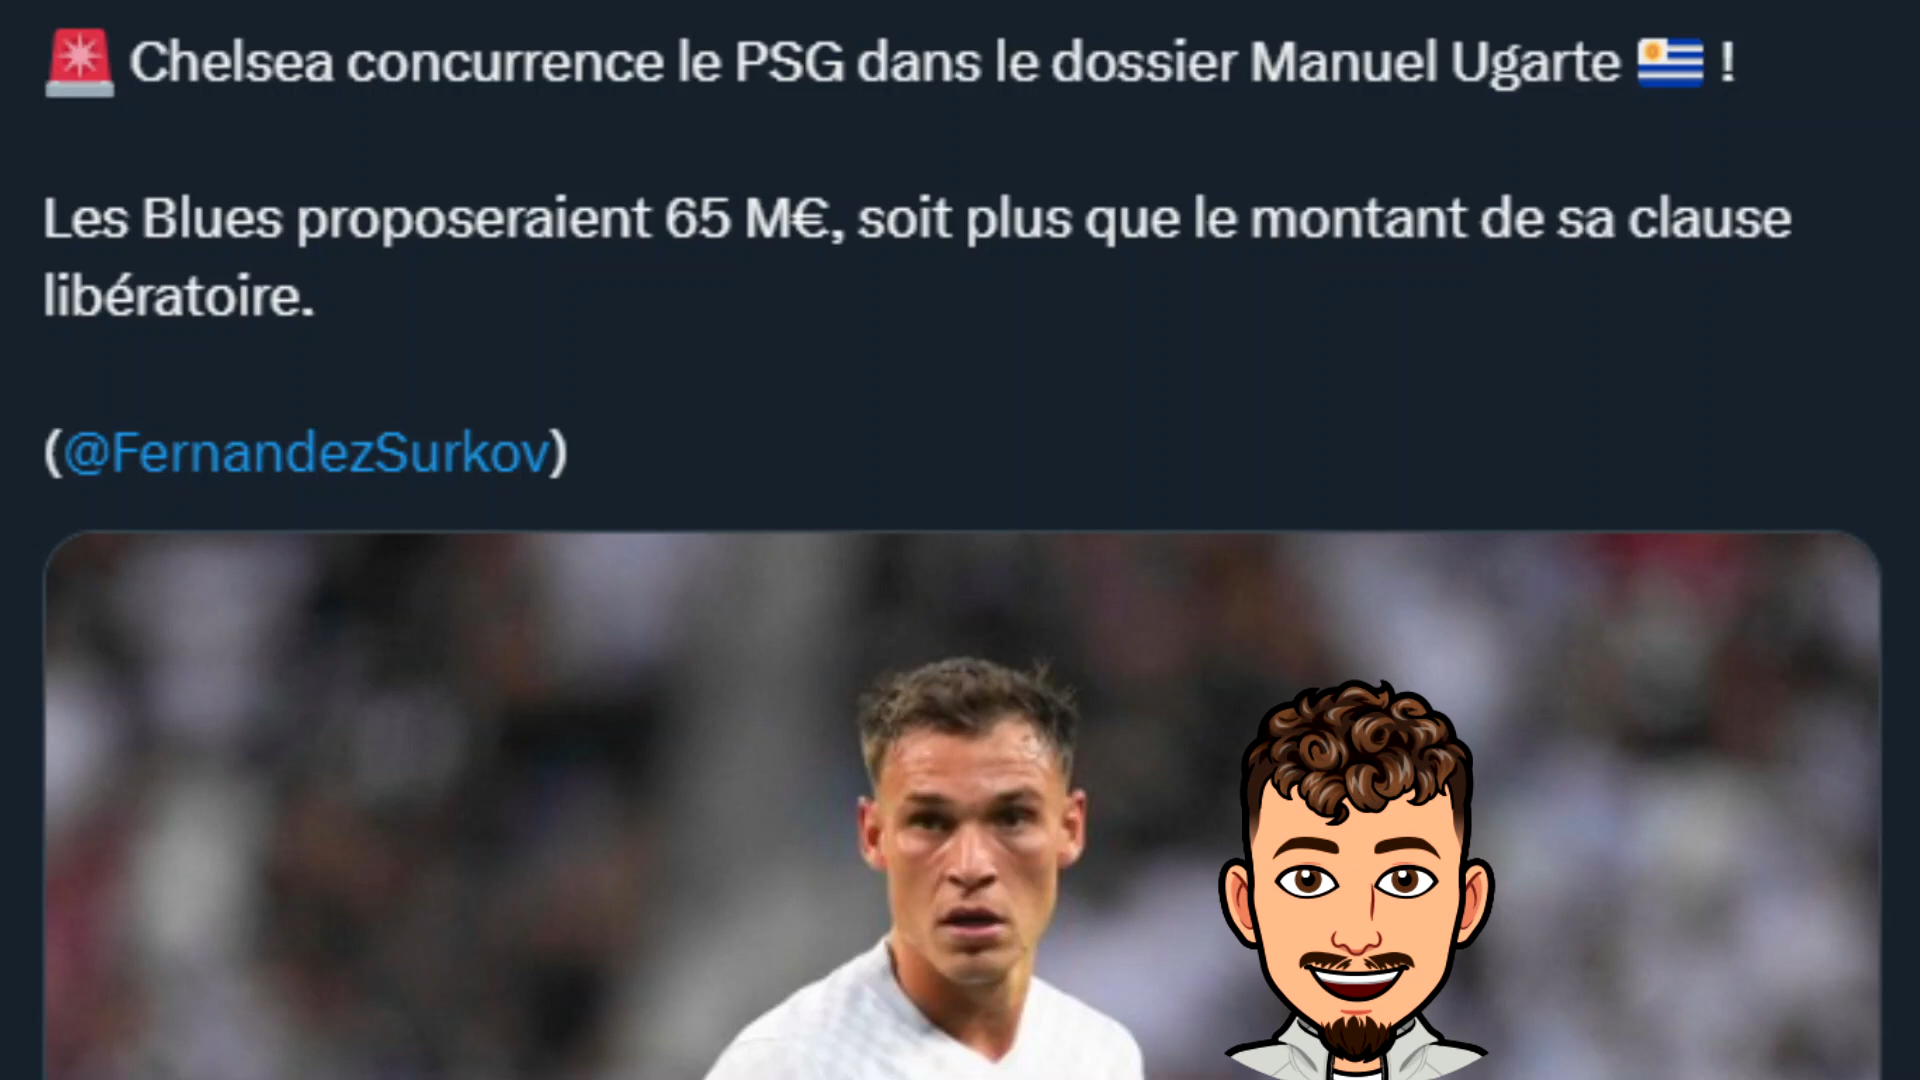 🚨 Chelsea concurrence le PSG dans le dossier Manuel Ugarte 🇺🇾 !
Les Blues proposeraient 65 M€, soit plus que le montant de sa clause
libératoire.
(@FernandezSurkov)